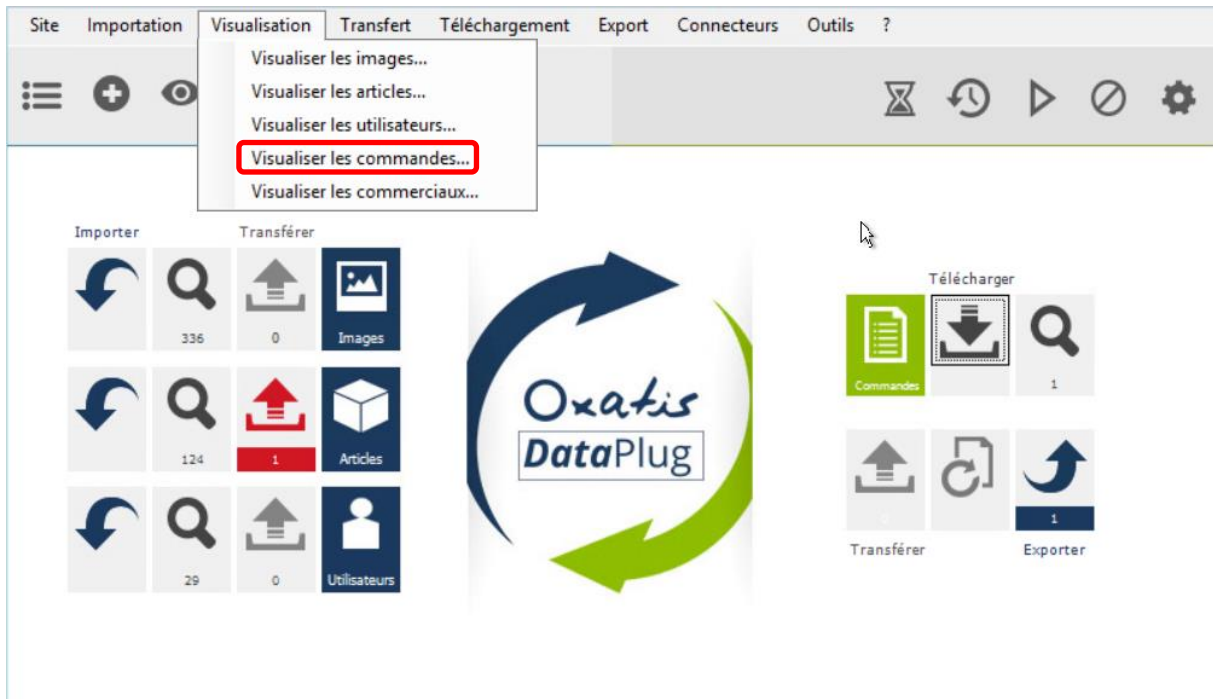 Site Importation Visualisation Transfert Téléchargement Export Connecteurs Outils ?
Visualiser les images...
Visualiser les articles...
Visualiser les utilisateurs...
Visualiser les commandes...
Visualiser les commerciaux...
Importer Transférer
336 0 Images
124 1 Articles
29 0 Utilisateurs
Oxatis
DataPlug
Télécharger
Commandes 1
0 1
Transférer Exporter